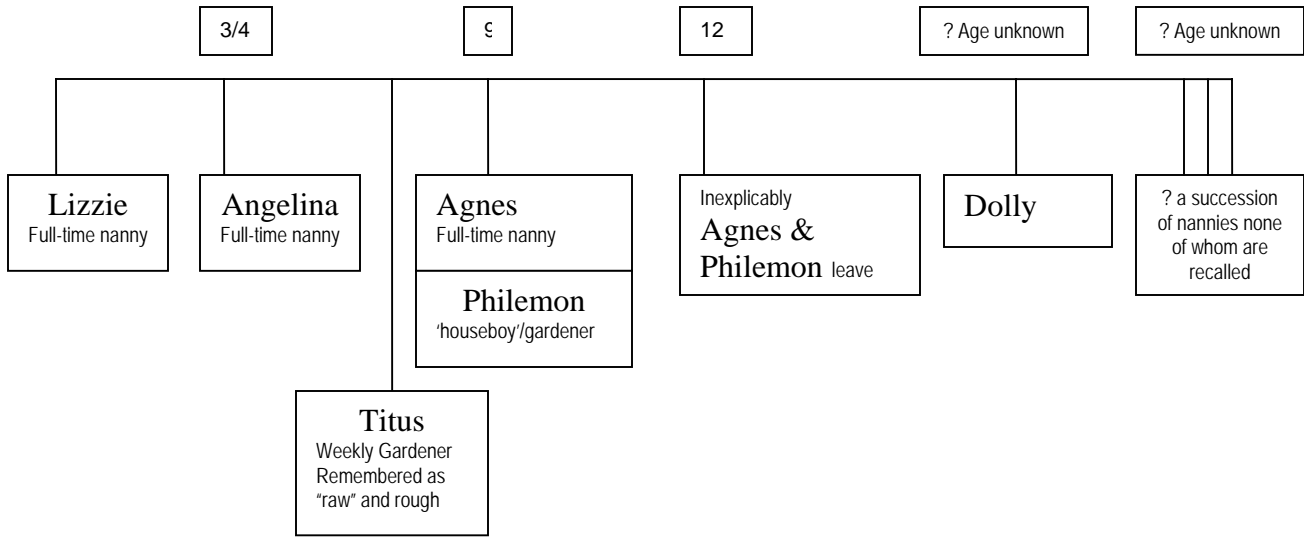 3/4
9
12
? Age unknown
? Age unknown
Lizzie
Full-time nanny
Angelina
Full-time nanny
Agnes
Full-time nanny
Philemon
‘houseboy’/gardener
Inexplicably
Agnes &
Philemon leave
Dolly
? a succession
of nannies none
of whom are
recalled
Titus
Weekly Gardener
Remembered as
“raw” and rough